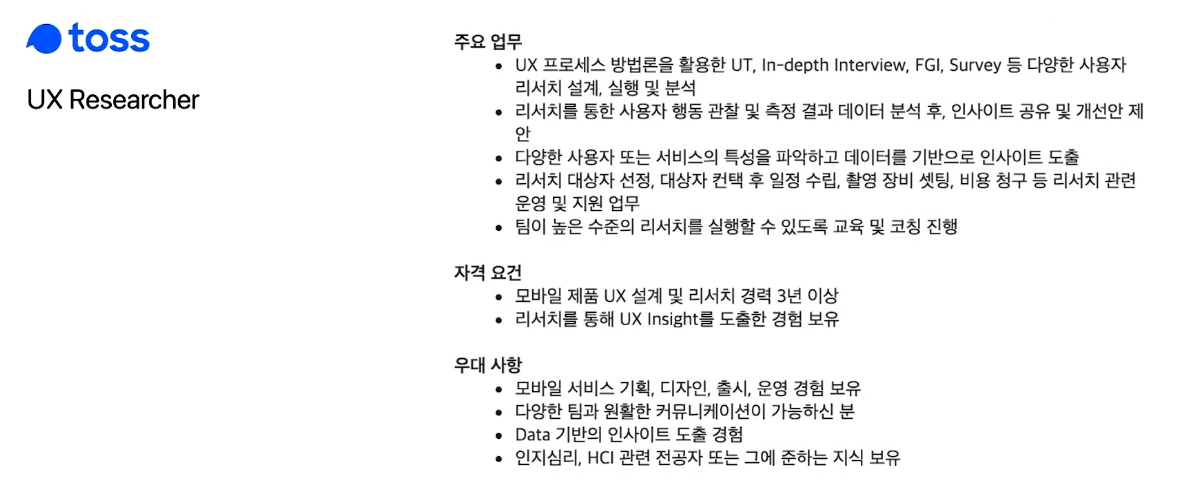 toss
UX Researcher
주요 업무
• UX 프로세스 방법론을 활용한 UT, In-depth Interview, FGI, Survey 등 다양한 사용자
리서치 설계, 실행 및 분석
• 리서치를 통한 사용자 행동 관찰 및 측정 결과 데이터 분석 후, 인사이트 공유 및 개선안 제
안
• 다양한 사용자 또는 서비스의 특성을 파악하고 데이터를 기반으로 인사이트 도출
• 리서치 대상자 선정, 대상자 컨택 후 일정 수립, 촬영 장비 셋팅, 비용 청구 등 리서치 관련
운영 및 지원 업무
• 팀이 높은 수준의 리서치를 실행할 수 있도록 교육 및 코칭 진행
자격 요건
• 모바일 제품 UX 설계 및 리서치 경력 3년 이상
• 리서치를 통해 UX Insight를 도출한 경험 보유
우대 사항
• 모바일 서비스 기획, 디자인, 출시, 운영 경험 보유
• 다양한 팀과 원활한 커뮤니케이션이 가능하신 분
• Data 기반의 인사이트 도출 경험
• 인지심리, HCI 관련 전공자 또는 그에 준하는 지식 보유